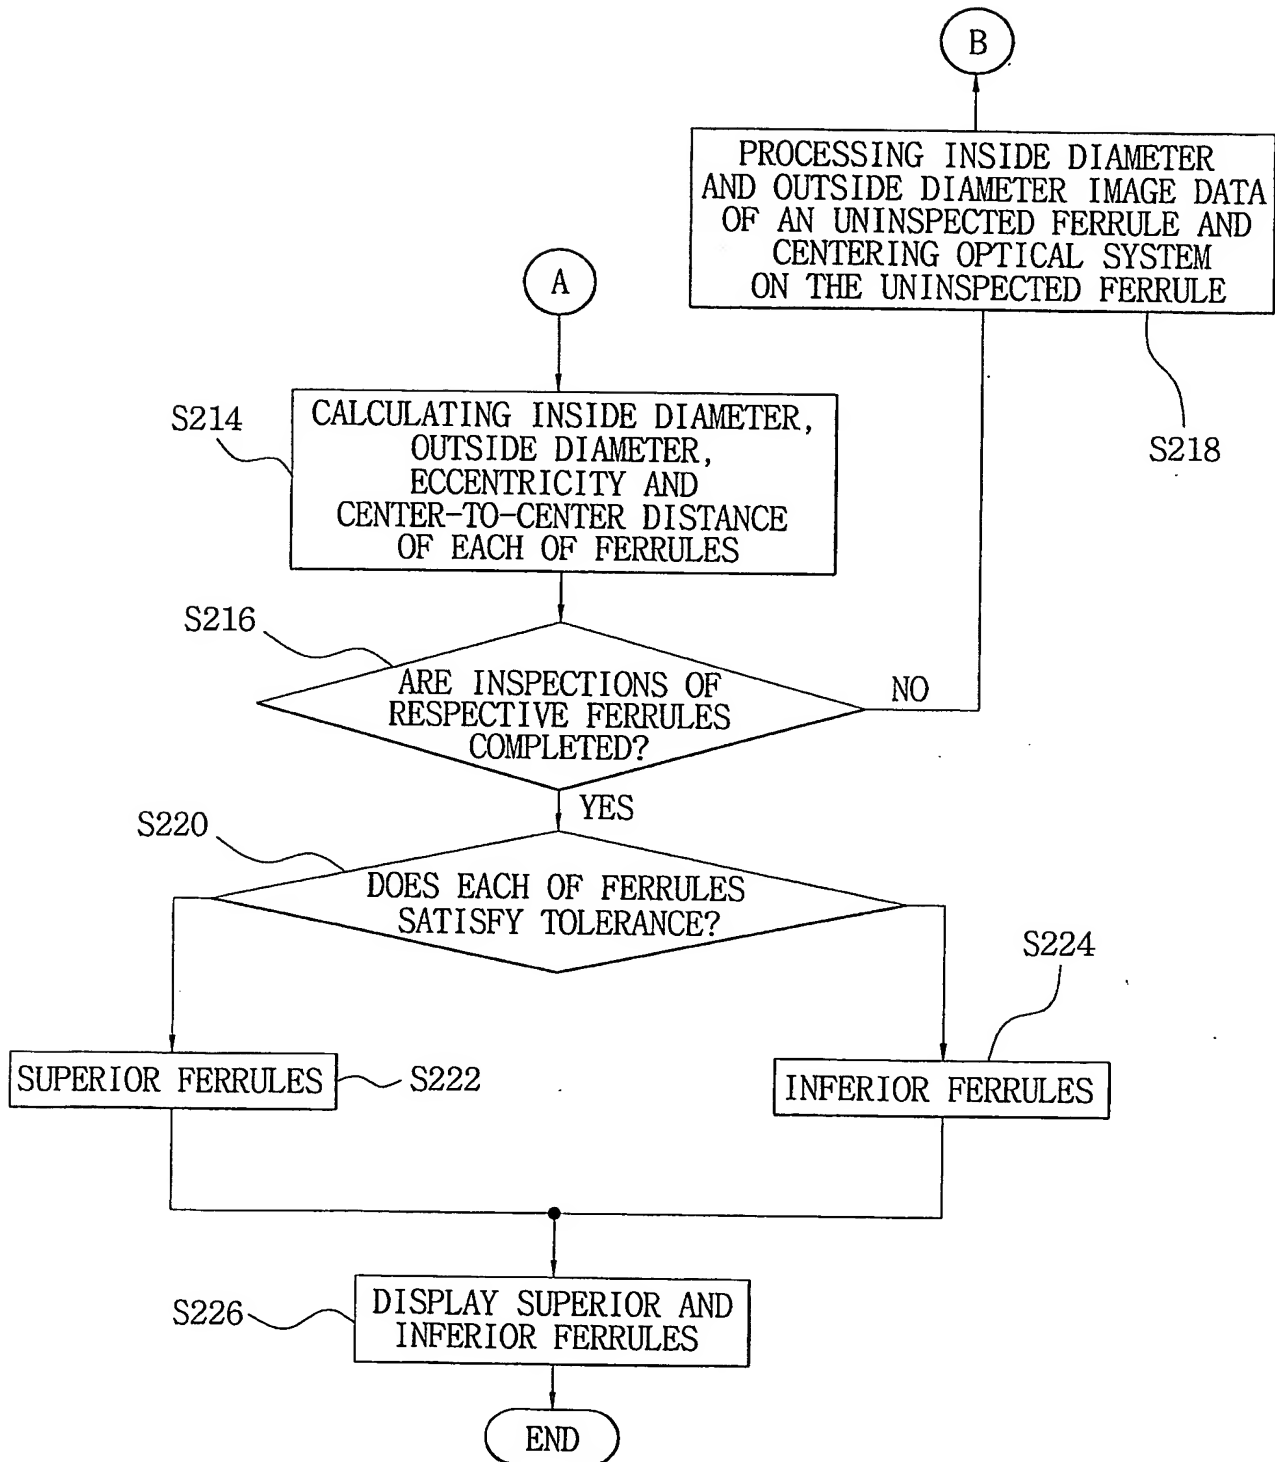 B
PROCESSING INSIDE DIAMETER
AND OUTSIDE DIAMETER IMAGE DATA
OF AN UNINSPECTED FERRULE AND
CENTERING OPTICAL SYSTEM
ON THE UNINSPECTED FERRULE
S218
A
S214
CALCULATING INSIDE DIAMETER,
OUTSIDE DIAMETER,
ECCENTRICITY AND
CENTER-TO-CENTER DISTANCE
OF EACH OF FERRULES
S216
ARE INSPECTIONS OF
RESPECTIVE FERRULES
COMPLETED?
NO
YES
S220
DOES EACH OF FERRULES
SATISFY TOLERANCE?
S224
SUPERIOR FERRULES
S222
INFERIOR FERRULES
S226
DISPLAY SUPERIOR AND
INFERIOR FERRULES
END